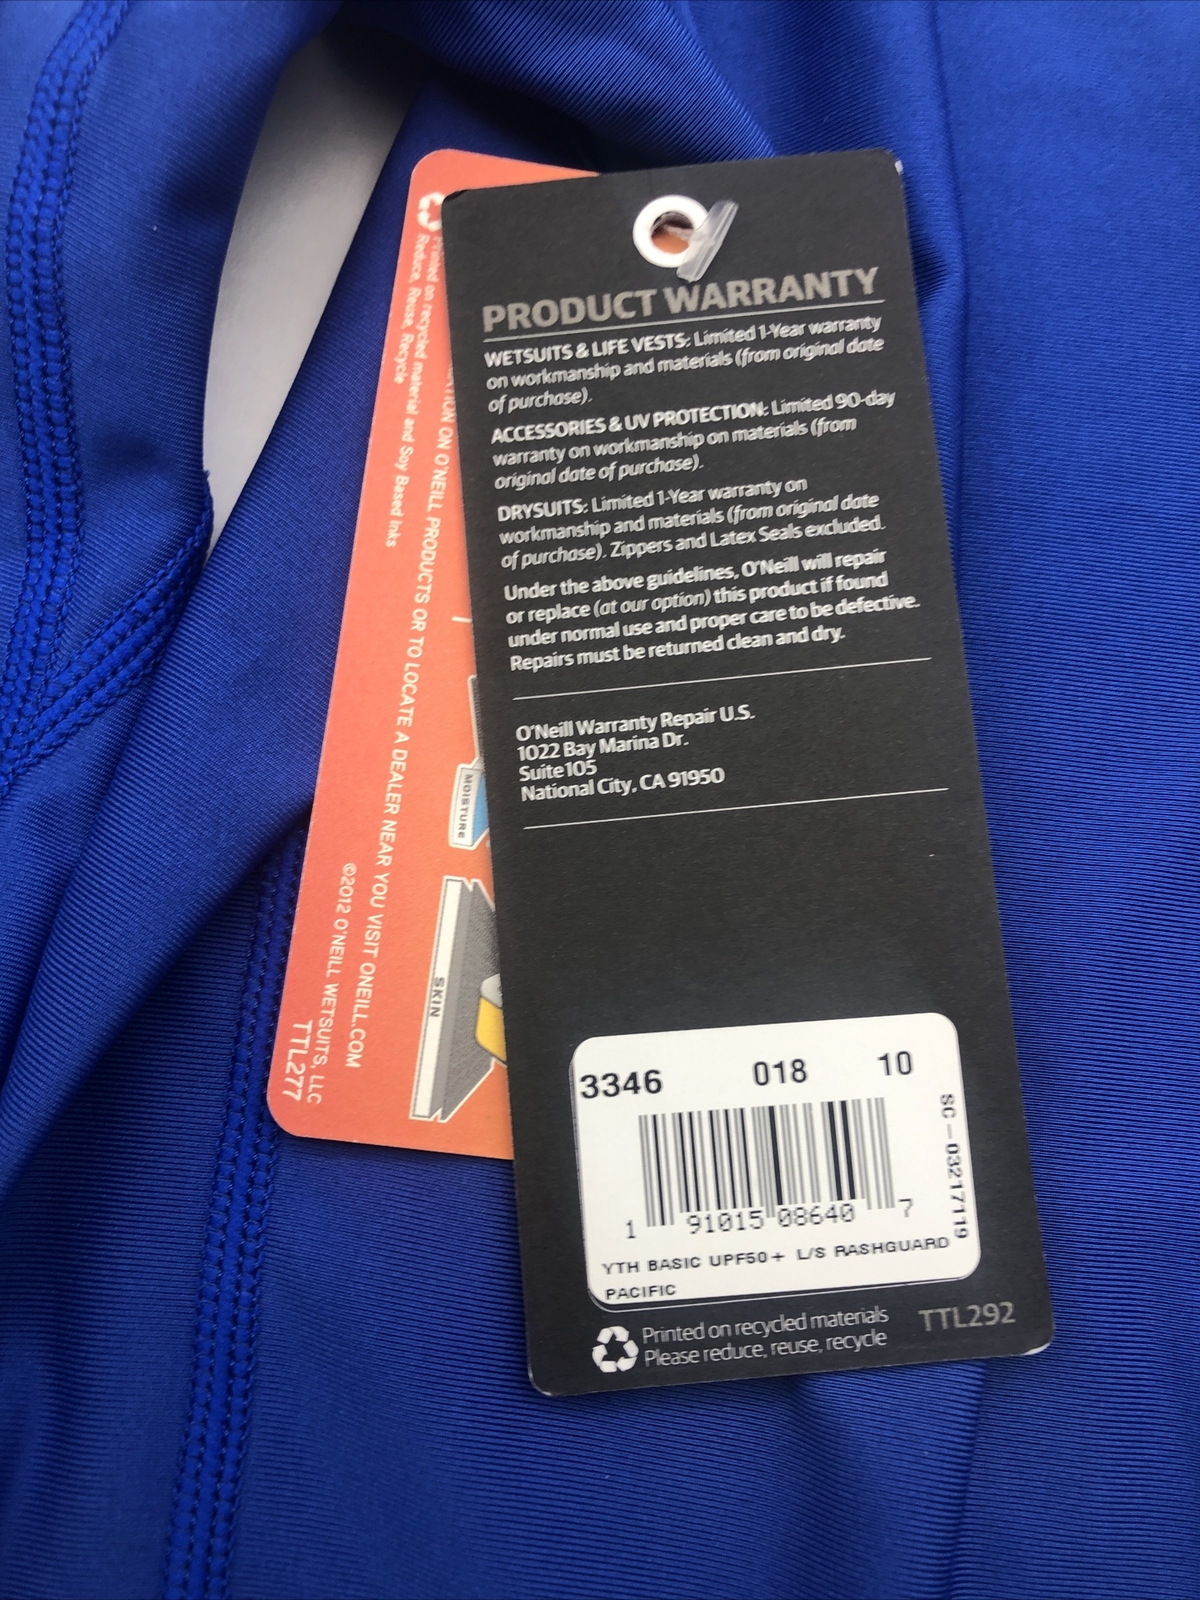 PRODUCT WARRANTY
WETSUITS & LIFE VESTS: Limited 1-Year warranty
on workmanship and materials (from original date
of purchase).
ACCESSORIES & UV PROTECTION: Limited 90-day
warranty on workmanship on materials (from
original date of purchase).
DRYSUITS: Limited 1-Year warranty on
workmanship and materials (from original date
of purchase). Zippers and Latex Seals excluded.
Under the above guidelines, O'Neill will repair
or replace (at our option) this product if found
under normal use and proper care to be defective.
Repairs must be returned clean and dry.
O'Neill Warranty Repair U.S.
1022 Bay Marina Dr.
Suite 105
National City, CA 91950
3346 018 10
SC-03217119
1 91015 08640 7
YTH BASIC UPF50+ L/S RASHGUARD
PACIFIC
Printed on recycled materials
Please reduce, reuse, recycle
TTL292
Printed on recycled material and Soy Based Inks
Reduce, Reuse, Recycle
ON O'NEILL PRODUCTS OR TO LOCATE A DEALER NEAR YOU VISIT ONEILL.COM
©2012 O'NEILL WETSUITS, LLC
TTL277
MOISTURE
SKIN